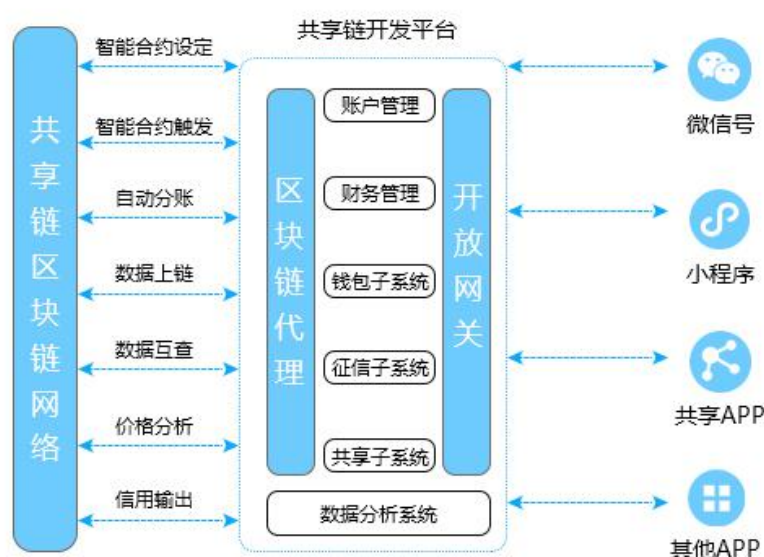 共享链开发平台
共享链区块链网络
智能合约设定
智能合约触发
自动分账
数据上链
数据互查
价格分析
信用输出
区块链代理
账户管理
财务管理
钱包子系统
征信子系统
共享子系统
开放网关
数据分析系统
微信号
小程序
共享APP
其他APP